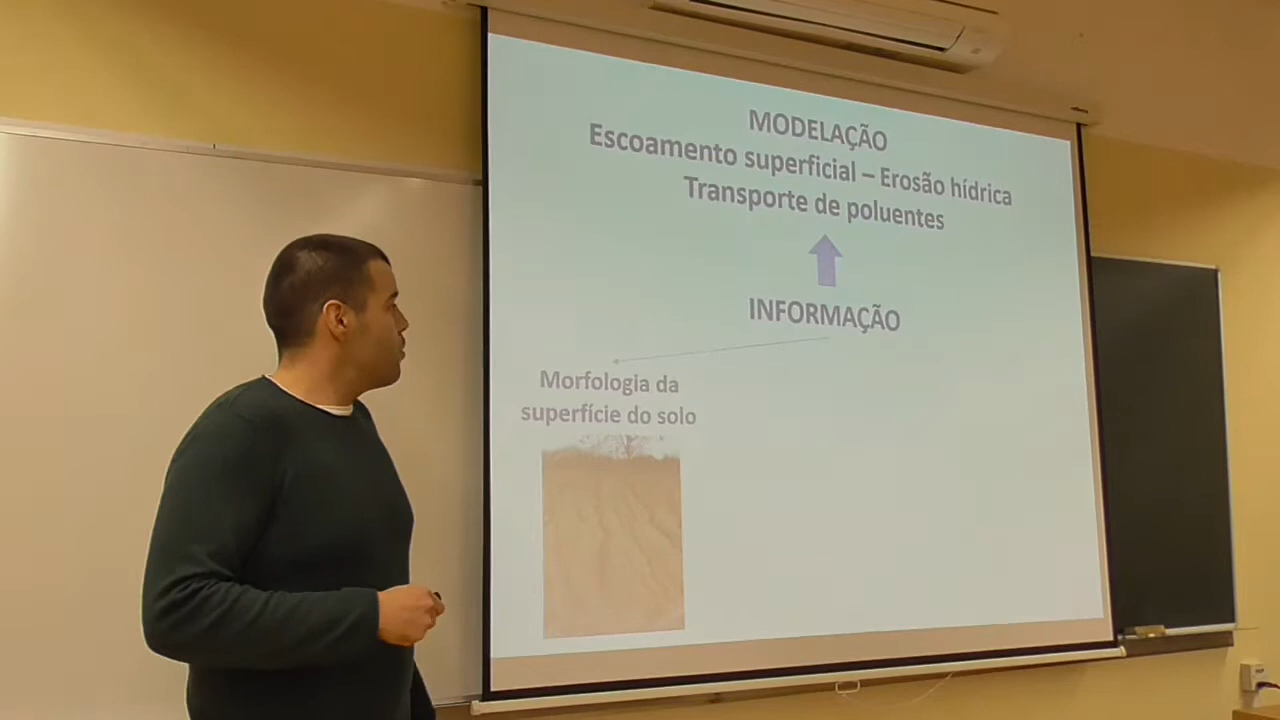 MODELAÇÃO
Escoamento superficial – Erosão hídrica
Transporte de poluentes
INFORMAÇÃO
Morfologia da
superfície do solo